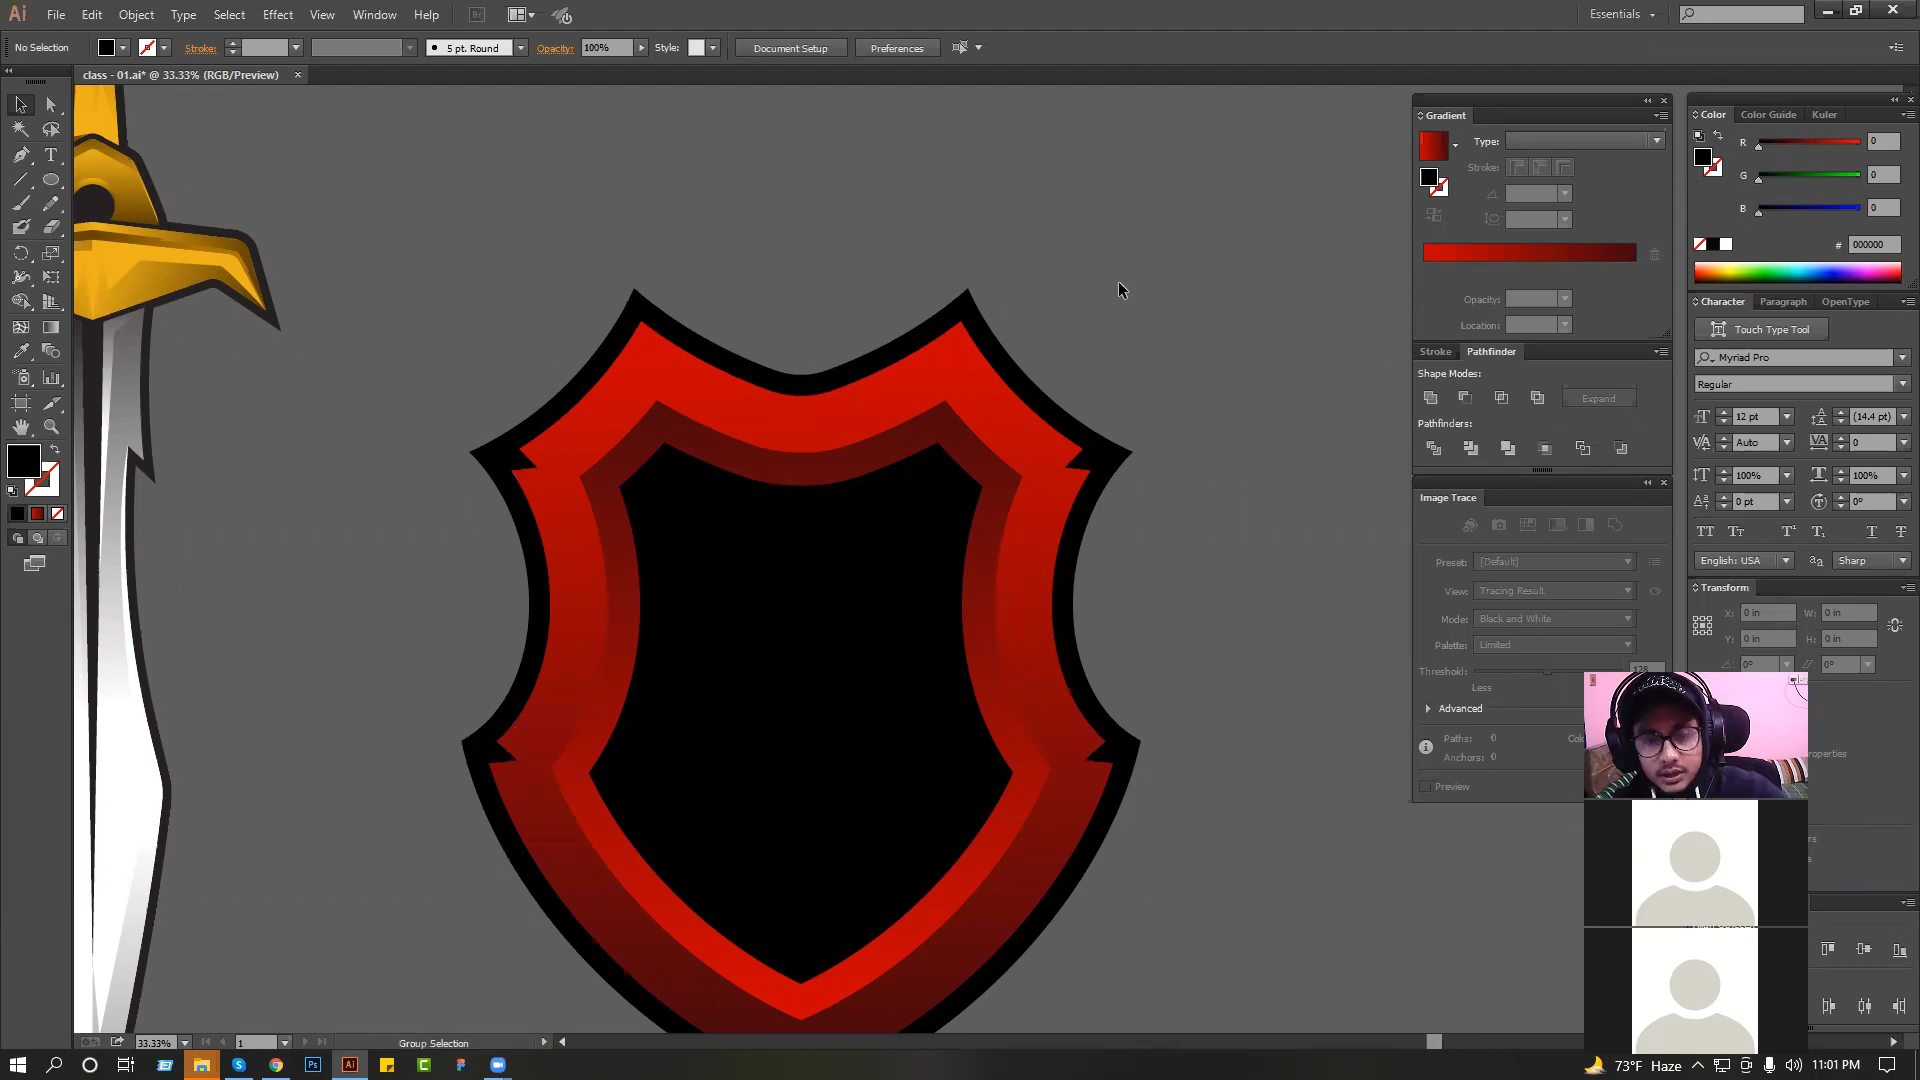 Ai File Edit Object Type Select Effect View Window Help Br Essentials
No Selection Stroke: 5 pt. Round Opacity: 100% Style: Document Setup Preferences
class - 01.ai* @ 33.33% (RGB/Preview) ×
Gradient
Type:
Stroke:
Opacity:
Location:
Color Color Guide Kuler
R 0
G 0
B 0
# 000000
Stroke Pathfinder
Shape Modes:
Expand
Pathfinders:
Character Paragraph OpenType
Touch Type Tool
Myriad Pro
Regular
12 pt (14.4 pt)
Auto 0
100% 100%
0 pt 0°
English: USA Sharp
Image Trace
Preset: [Default]
View: Tracing Result
Mode: Black and White
Palette: Limited
Threshold: 128
Less
Advanced
Paths: 0
Anchors: 0
Preview
Transform
X: 0 in W: 0 in
Y: 0 in H: 0 in
0° 0°
33.33% 1 Group Selection
73°F Haze 11:01 PM